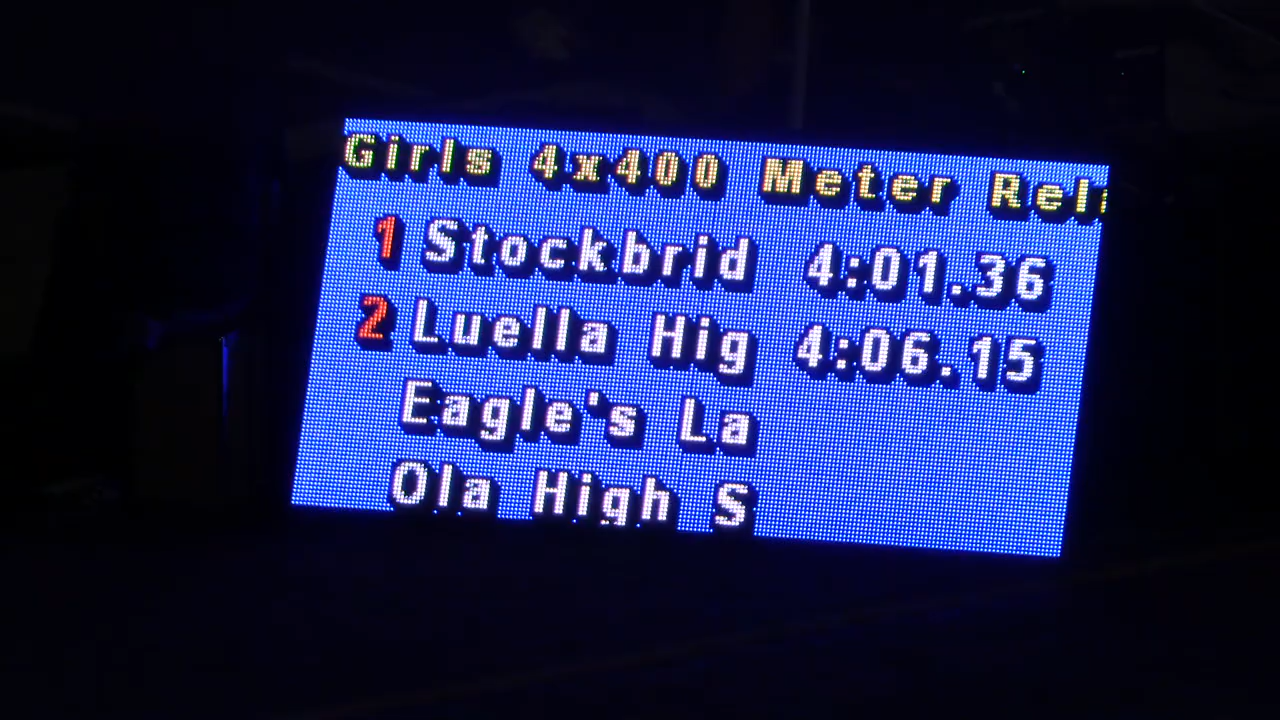 Girls 4x400 Meter Rel
1 Stockbrid 4:01.36
2 Luella Hig 4:06.15
Eagle's La
Ola High S